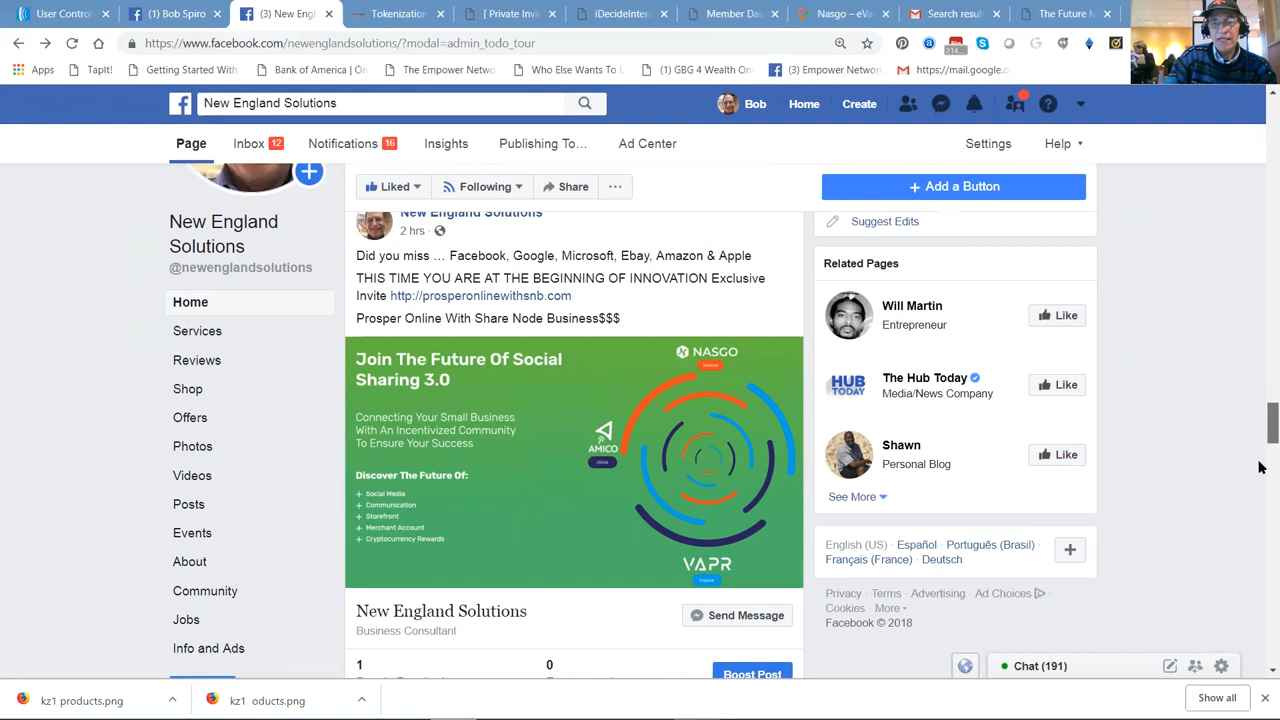 User Control
(1) Bob Spiro
(3) New Engl
Tokenization
[ Private Invi
iDecideInter
Member Das
Nasgo – eVa
Search resul
The Future M
https://www.facebook.com/newenglandsolutions/?modal=admin_todo_tour
214
Apps
TapIt!
Getting Started With
Bank of America | On
The Empower Netwo
Who Else Wants To L
(1) GBG 4 Wealth On
(3) Empower Network
https://mail.google.c
New England Solutions
Bob
Home
Create
Page
Inbox 12
Notifications 16
Insights
Publishing To…
Ad Center
Settings
Help
Liked
Following
Share
+ Add a Button
New England
Solutions
@newenglandsolutions
Home
Services
Reviews
Shop
Offers
Photos
Videos
Posts
Events
About
Community
Jobs
Info and Ads
New England Solutions
2 hrs ·
Did you miss … Facebook, Google, Microsoft, Ebay, Amazon & Apple
THIS TIME YOU ARE AT THE BEGINNING OF INNOVATION Exclusive
Invite http://prosperonlinewithsnb.com
Prosper Online With Share Node Business$$$
Join The Future Of Social
Sharing 3.0
Connecting Your Small Business
With An Incentivized Community
To Ensure Your Success
Discover The Future Of:
+ Social Media
+ Communication
+ Storefront
+ Merchant Account
+ Cryptocurrency Rewards
NASGO
AMICO
VAPR
New England Solutions
Business Consultant
Send Message
1
0
Boost Post
Suggest Edits
Related Pages
Will Martin
Entrepreneur
Like
The Hub Today
Media/News Company
Like
HUB
TODAY
Shawn
Personal Blog
Like
See More
English (US) · Español · Português (Brasil) ·
Français (France) · Deutsch
Privacy · Terms · Advertising · Ad Choices ·
Cookies · More
Facebook © 2018
Chat (191)
kz1 products.png
kz1 oducts.png
Show all